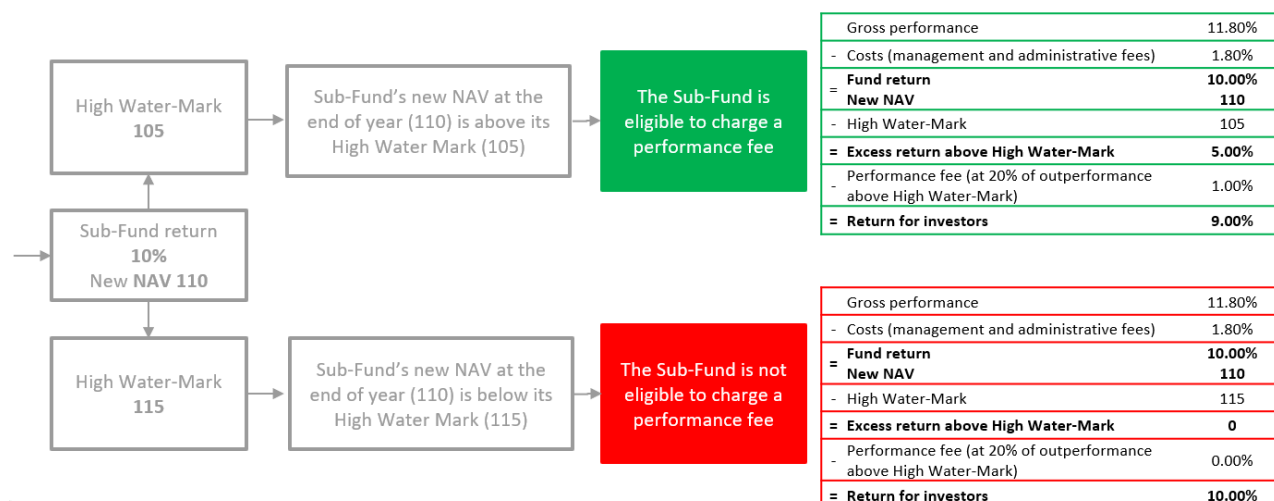 High Water-Mark
105
Sub-Fund's new NAV at the
end of year (110) is above its
High Water Mark (105)
The Sub-Fund is
eligible to charge a
performance fee
Gross performance 11.80%
- Costs (management and administrative fees) 1.80%
= Fund return 10.00%
New NAV 110
- High Water-Mark 105
= Excess return above High Water-Mark 5.00%
- Performance fee (at 20% of outperformance
above High Water-Mark) 1.00%
= Return for investors 9.00%
Sub-Fund return
10%
New NAV 110
High Water-Mark
115
Sub-Fund's new NAV at the
end of year (110) is below its
High Water Mark (115)
The Sub-Fund is not
eligible to charge a
performance fee
Gross performance 11.80%
- Costs (management and administrative fees) 1.80%
= Fund return 10.00%
New NAV 110
- High Water-Mark 115
= Excess return above High Water-Mark 0
- Performance fee (at 20% of outperformance
above High Water-Mark) 0.00%
= Return for investors 10.00%